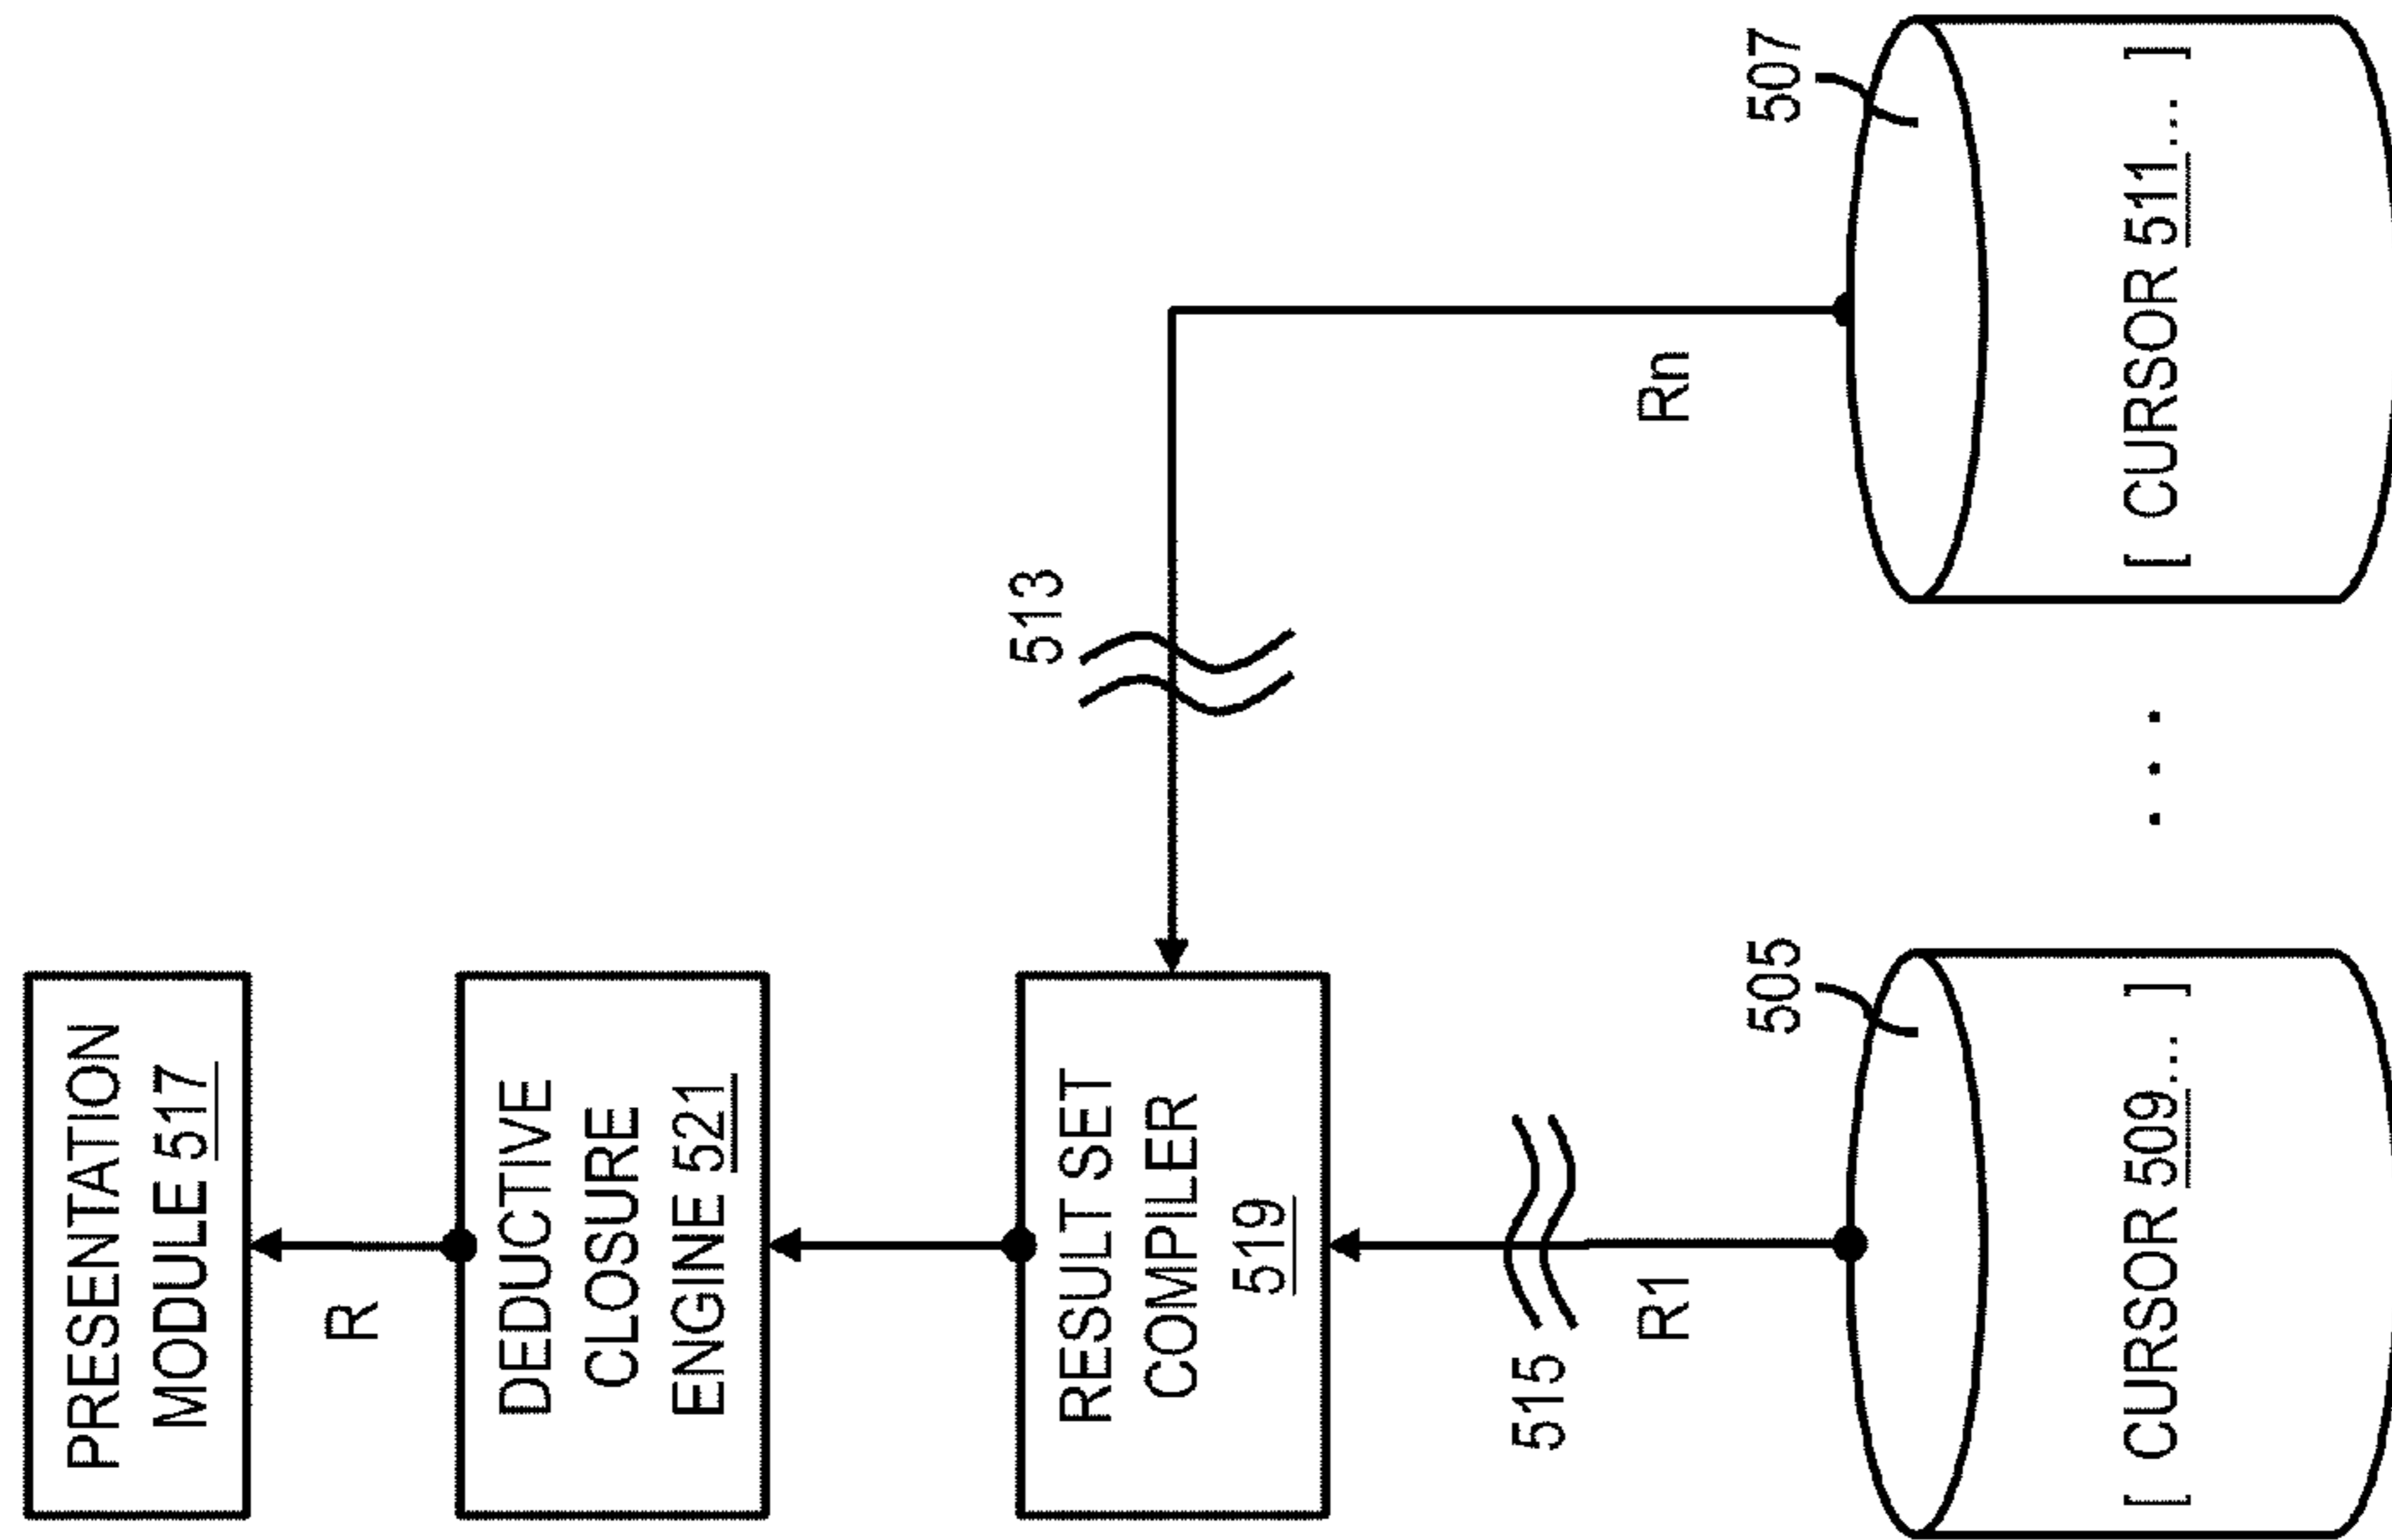 PRESENTATION
MODULE 517
R
DEDUCTIVE
CLOSURE
ENGINE 521
RESULT SET
COMPILER
519
513
515
R1
Rn
505
507
[ CURSOR 509... ]
. . .
[ CURSOR 511... ]